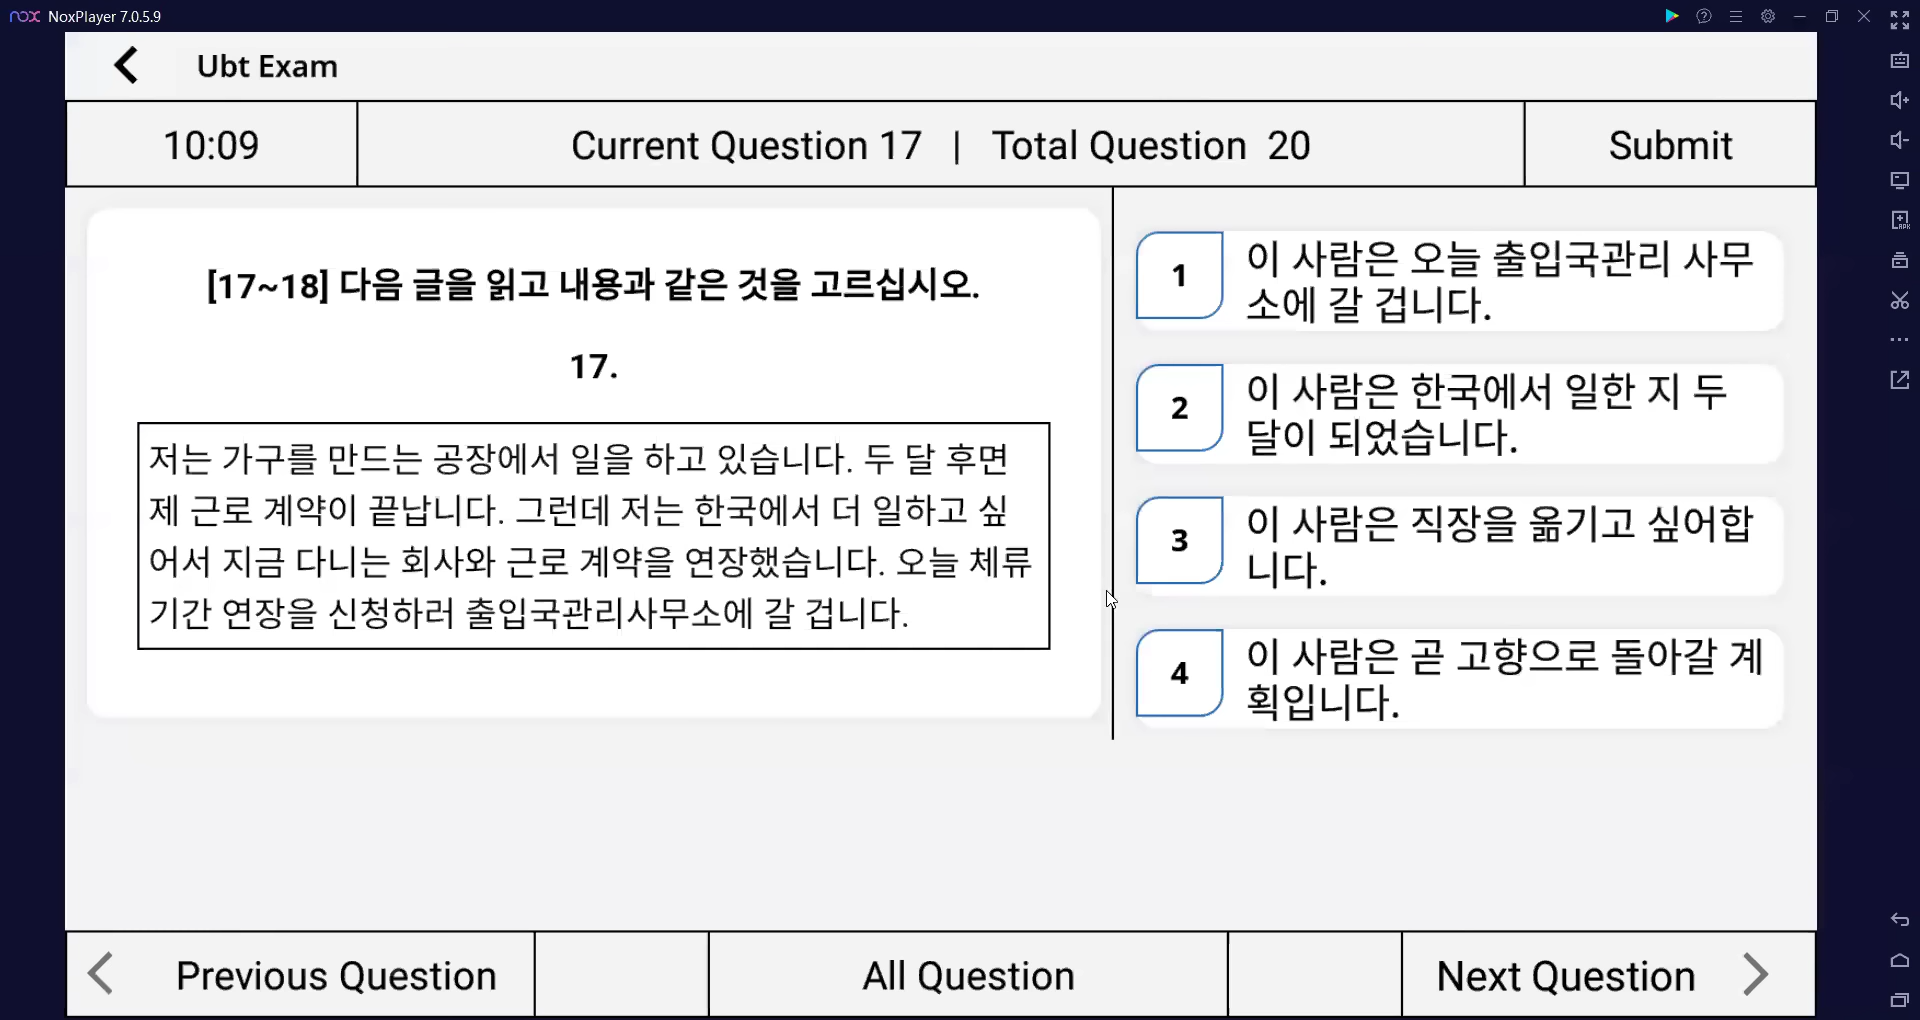 nox NoxPlayer 7.0.5.9
Ubt Exam
10:09
Current Question 17 | Total Question 20
Submit
[17~18] 다음 글을 읽고 내용과 같은 것을 고르십시오.
17.
저는 가구를 만드는 공장에서 일을 하고 있습니다. 두 달 후면
제 근로 계약이 끝납니다. 그런데 저는 한국에서 더 일하고 싶
어서 지금 다니는 회사와 근로 계약을 연장했습니다. 오늘 체류
기간 연장을 신청하러 출입국관리사무소에 갈 겁니다.
1
이 사람은 오늘 출입국관리 사무
소에 갈 겁니다.
2
이 사람은 한국에서 일한 지 두
달이 되었습니다.
3
이 사람은 직장을 옮기고 싶어합
니다.
4
이 사람은 곧 고향으로 돌아갈 계
획입니다.
Previous Question
All Question
Next Question